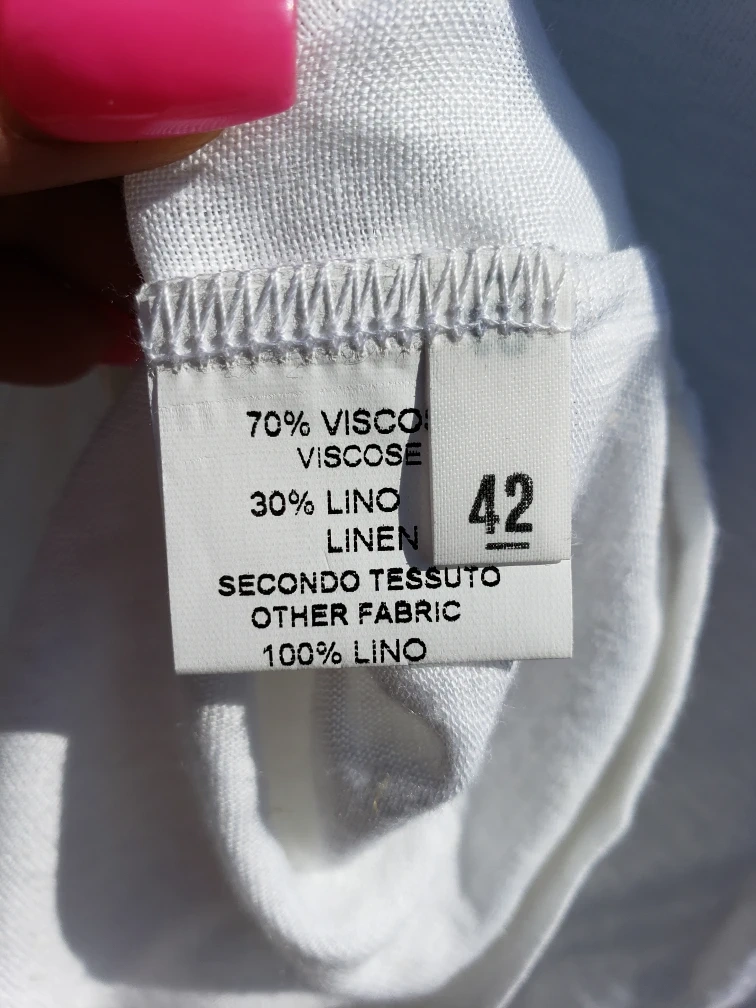 70% VISCOS
VISCOSE
30% LINO
LINEN
42
SECONDO TESSUTO
OTHER FABRIC
100% LINO